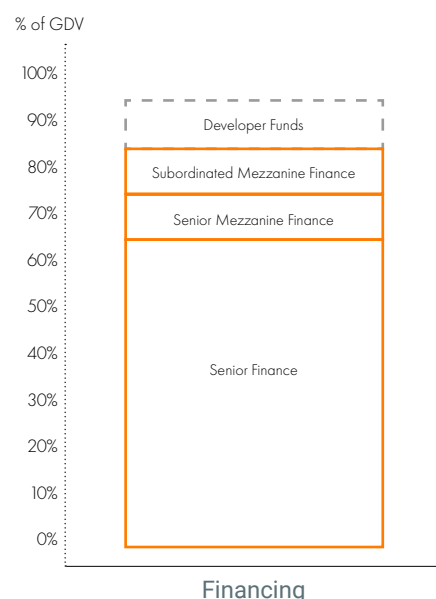 % of GDV
100%
90%
80%
70%
60%
50%
40%
30%
20%
10%
0%
Developer Funds
Subordinated Mezzanine Finance
Senior Mezzanine Finance
Senior Finance
Financing